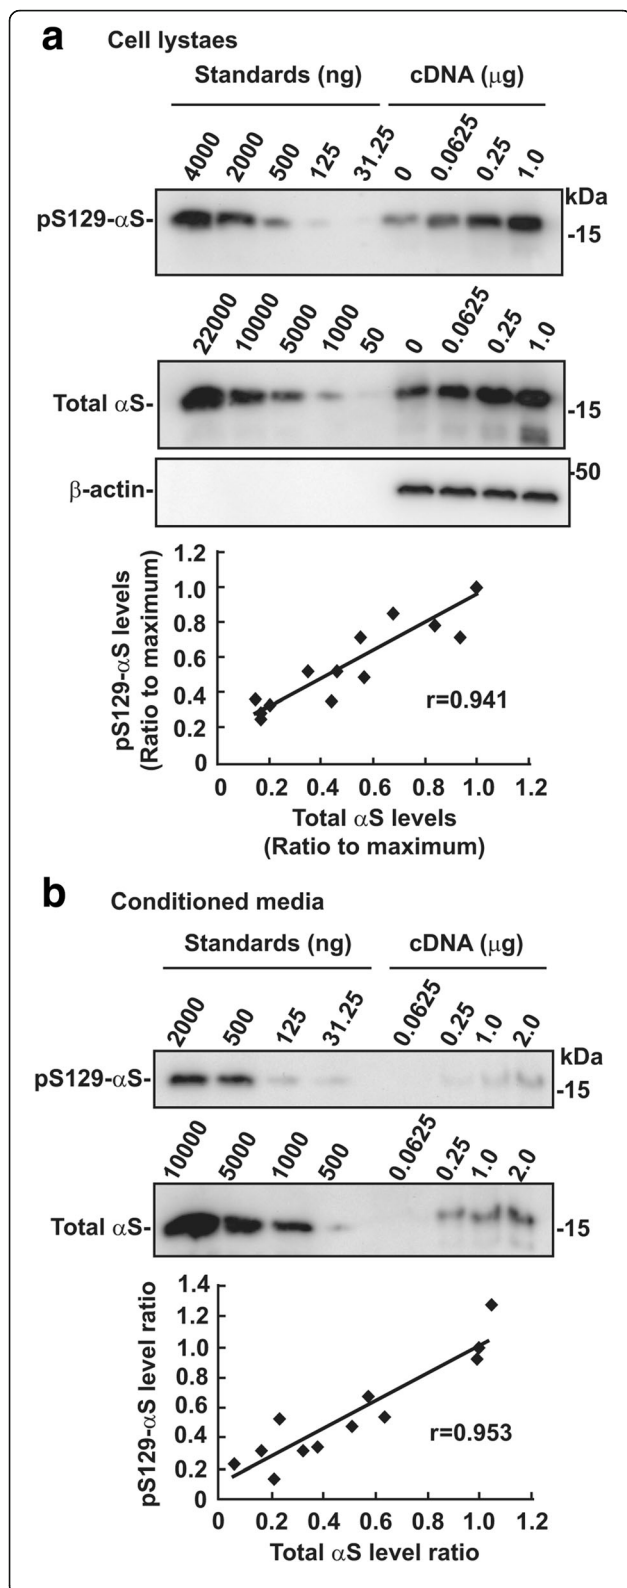 a Cell lystaes
Standards (ng) cDNA (μg)
4000 2000 500 125 31.25 0 0.0625 0.25 1.0
kDa
pS129-αS- -15
22000 10000 5000 1000 50 0 0.0625 0.25 1.0
Total αS- -15
-50
β-actin-
pS129-αS levels
(Ratio to maximum)
1.2
1.0
0.8
0.6
0.4
0.2
0
r=0.941
0 0.2 0.4 0.6 0.8 1.0 1.2
Total αS levels
(Ratio to maximum)
b Conditioned media
Standards (ng) cDNA (μg)
2000 500 125 31.25 0.0625 0.25 1.0 2.0
kDa
pS129-αS- -15
10000 5000 1000 500 0.0625 0.25 1.0 2.0
Total αS- -15
pS129-αS level ratio
1.4
1.2
1.0
0.8
0.6
0.4
0.2
0
r=0.953
0 0.2 0.4 0.6 0.8 1.0 1.2
Total αS level ratio